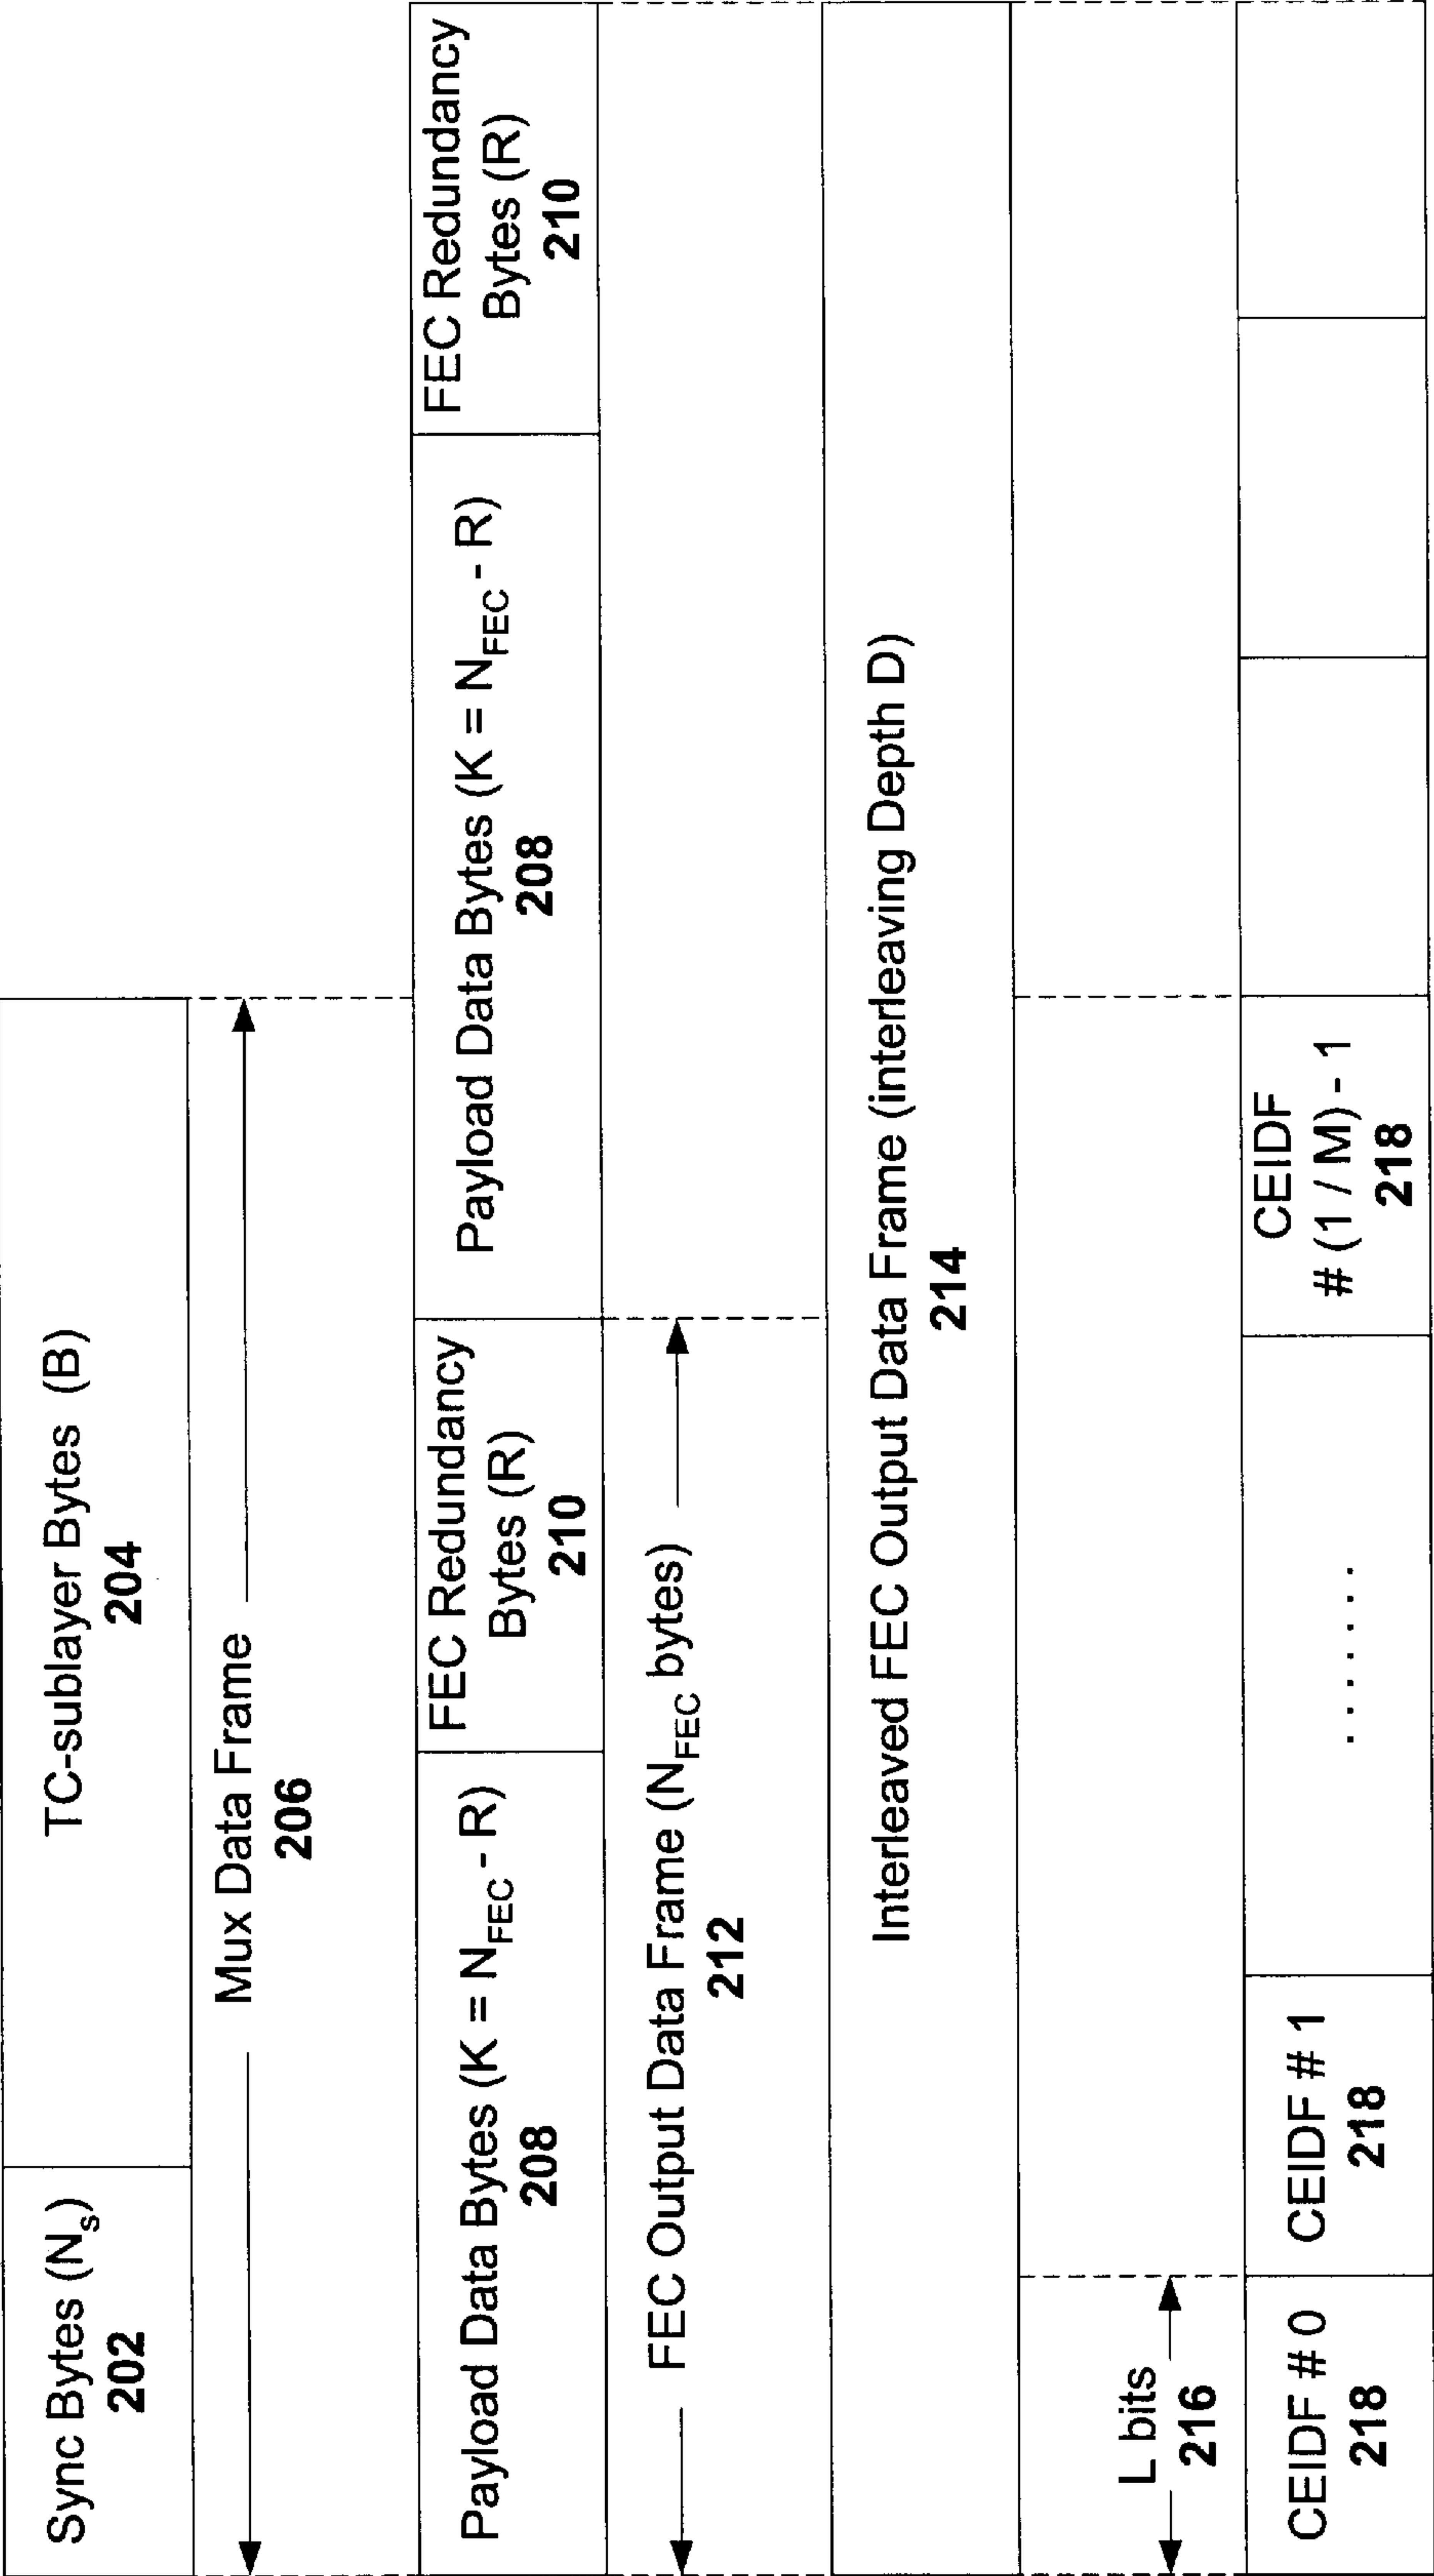 Sync Bytes (Ns)
202
TC-sublayer Bytes (B)
204
Mux Data Frame
206
Payload Data Bytes (K = NFEC - R)
208
FEC Redundancy
Bytes (R)
210
Payload Data Bytes (K = NFEC - R)
208
FEC Redundancy
Bytes (R)
210
FEC Output Data Frame (NFEC bytes)
212
Interleaved FEC Output Data Frame (interleaving Depth D)
214
L bits
216
CEIDF # 0
218
CEIDF # 1
218
.......
CEIDF
# (1 / M) - 1
218